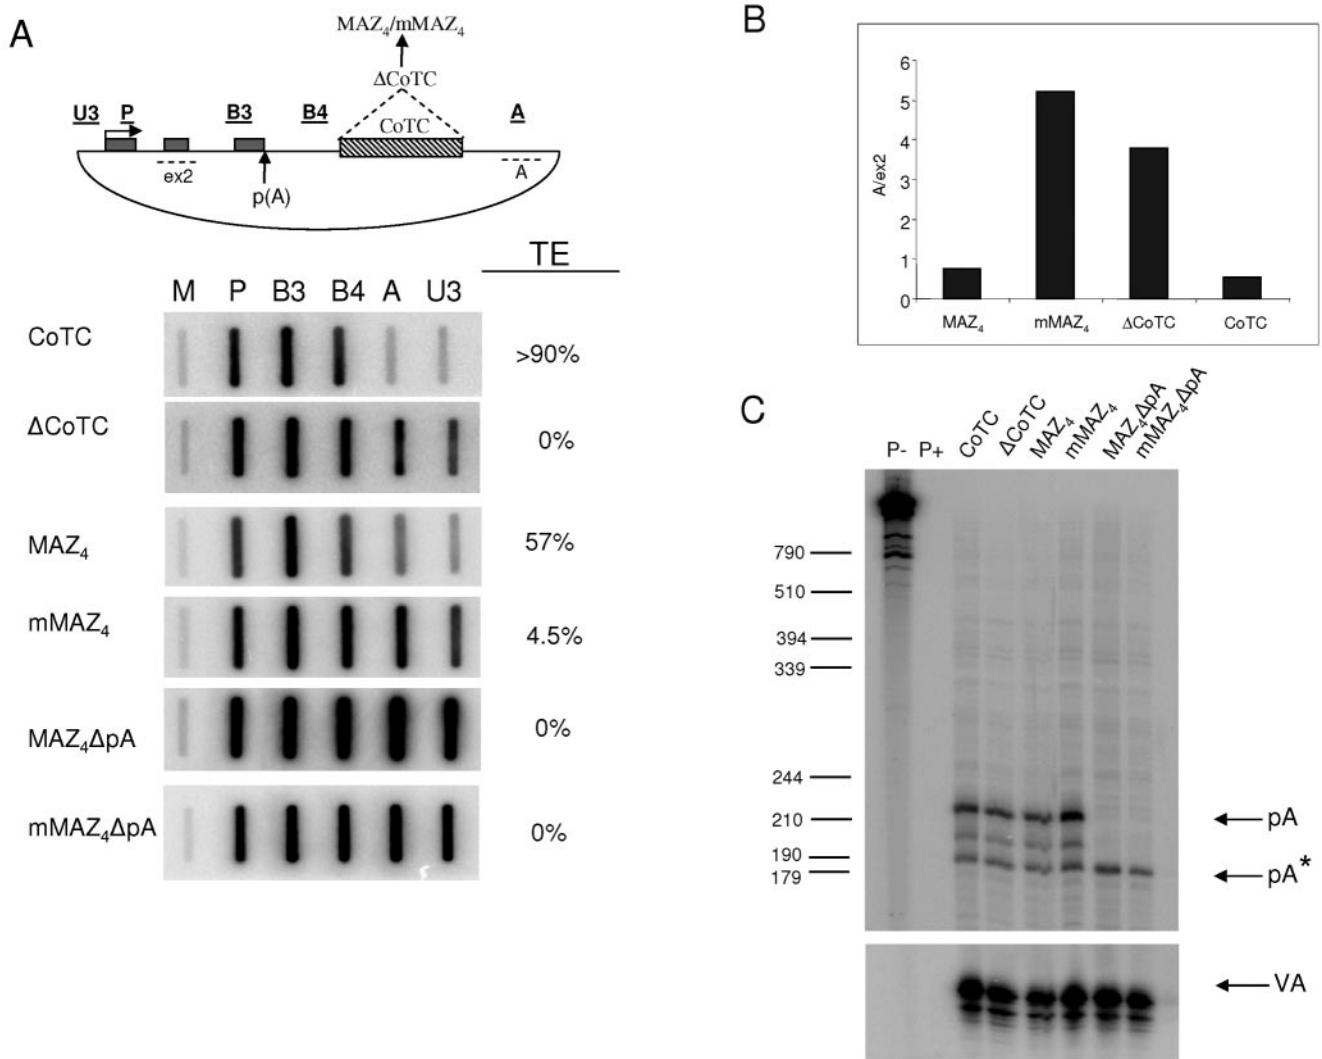 A
MAZ₄/mMAZ₄
ΔCoTC
U3 P B3 B4 CoTC A
ex2 A
p(A)
TE
M P B3 B4 A U3
CoTC >90%
ΔCoTC 0%
MAZ₄ 57%
mMAZ₄ 4.5%
MAZ₄ΔpA 0%
mMAZ₄ΔpA 0%
B
6
5
4
3
2
1
0
A/ex2
MAZ₄ mMAZ₄ ΔCoTC CoTC
C
P- P+ CoTC ΔCoTC MAZ₄ mMAZ₄ MAZ₄ΔpA mMAZ₄ΔpA
790
510
394
339
244
210
190
179
pA
pA*
VA